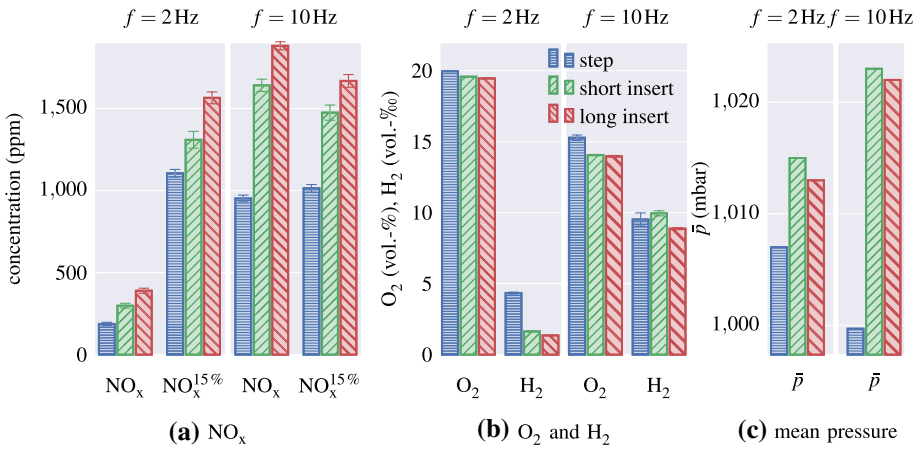 f = 2 Hz f = 10 Hz
concentration (ppm)
1,500
1,000
500
0
NOₓ NOₓ¹⁵ % NOₓ NOₓ¹⁵ %
(a) NOₓ
f = 2 Hz f = 10 Hz
O₂ (vol.-%), H₂ (vol.-‰)
20
15
10
5
0
step
short insert
long insert
O₂ H₂ O₂ H₂
(b) O₂ and H₂
f = 2 Hz f = 10 Hz
p̄ (mbar)
1,020
1,010
1,000
p̄ p̄
(c) mean pressure